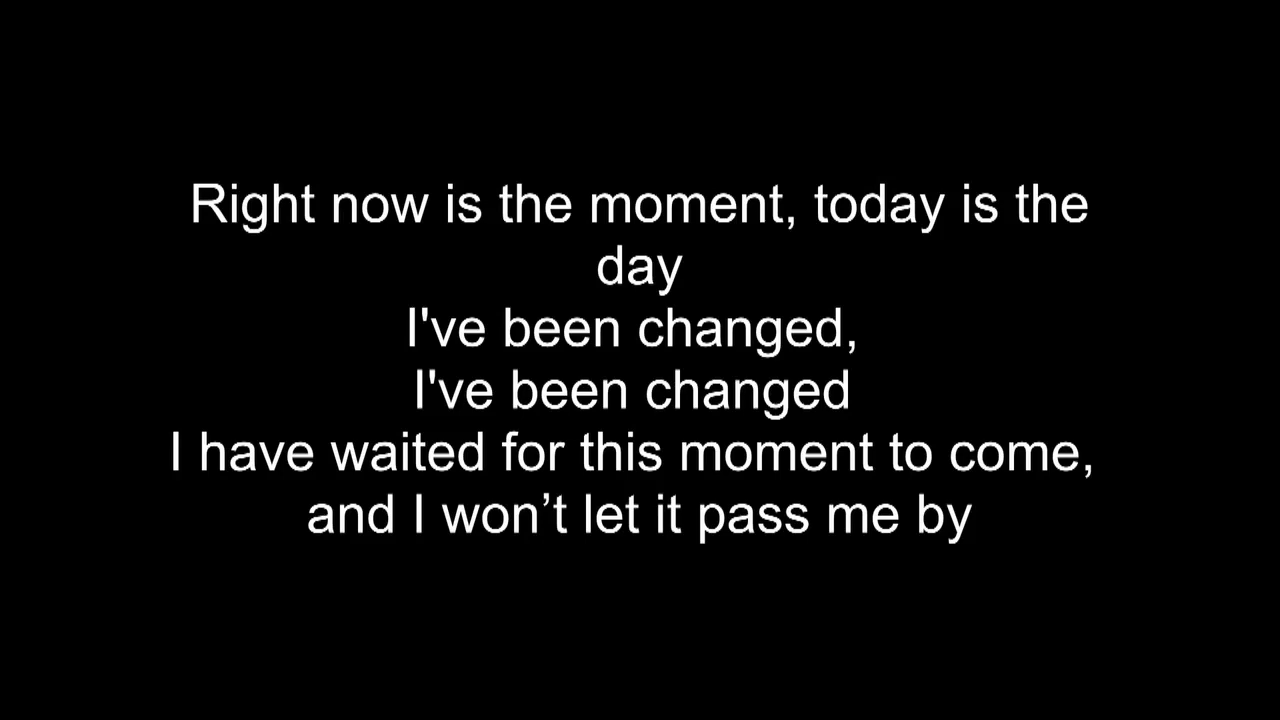 Right now is the moment, today is the
day
I've been changed,
I've been changed
I have waited for this moment to come,
and I won’t let it pass me by